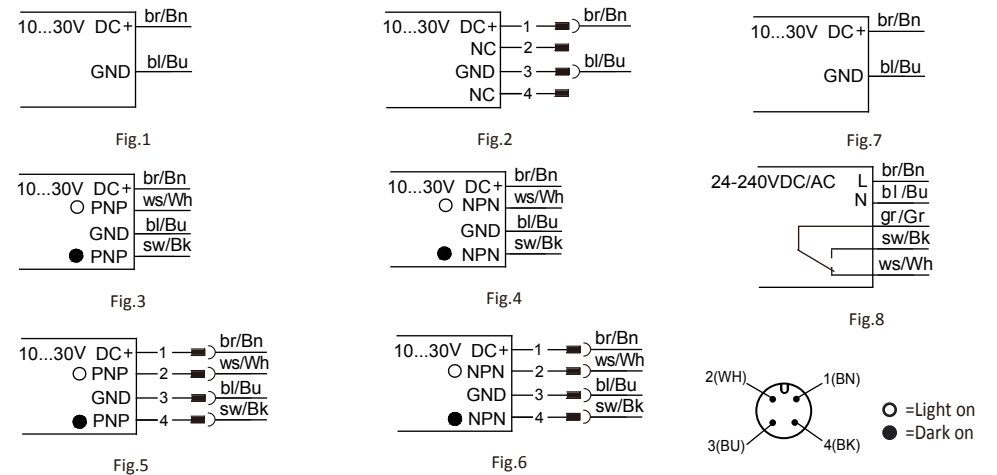 10...30V DC+ br/Bn
GND bl/Bu
Fig.1
10...30V DC+ 1 br/Bn
NC 2
GND 3 bl/Bu
NC 4
Fig.2
10...30V DC+ br/Bn
GND bl/Bu
Fig.7
10...30V DC+ br/Bn
PNP ws/Wh
GND bl/Bu
PNP sw/Bk
Fig.3
10...30V DC+ br/Bn
NPN ws/Wh
GND bl/Bu
NPN sw/Bk
Fig.4
24-240VDC/AC L br/Bn
N bl/Bu
gr/Gr
sw/Bk
ws/Wh
Fig.8
10...30V DC+ 1 br/Bn
PNP 2 ws/Wh
GND 3 bl/Bu
PNP 4 sw/Bk
Fig.5
10...30V DC+ 1 br/Bn
NPN 2 ws/Wh
GND 3 bl/Bu
NPN 4 sw/Bk
Fig.6
2(WH) 1(BN)
3(BU) 4(BK)
=Light on
=Dark on